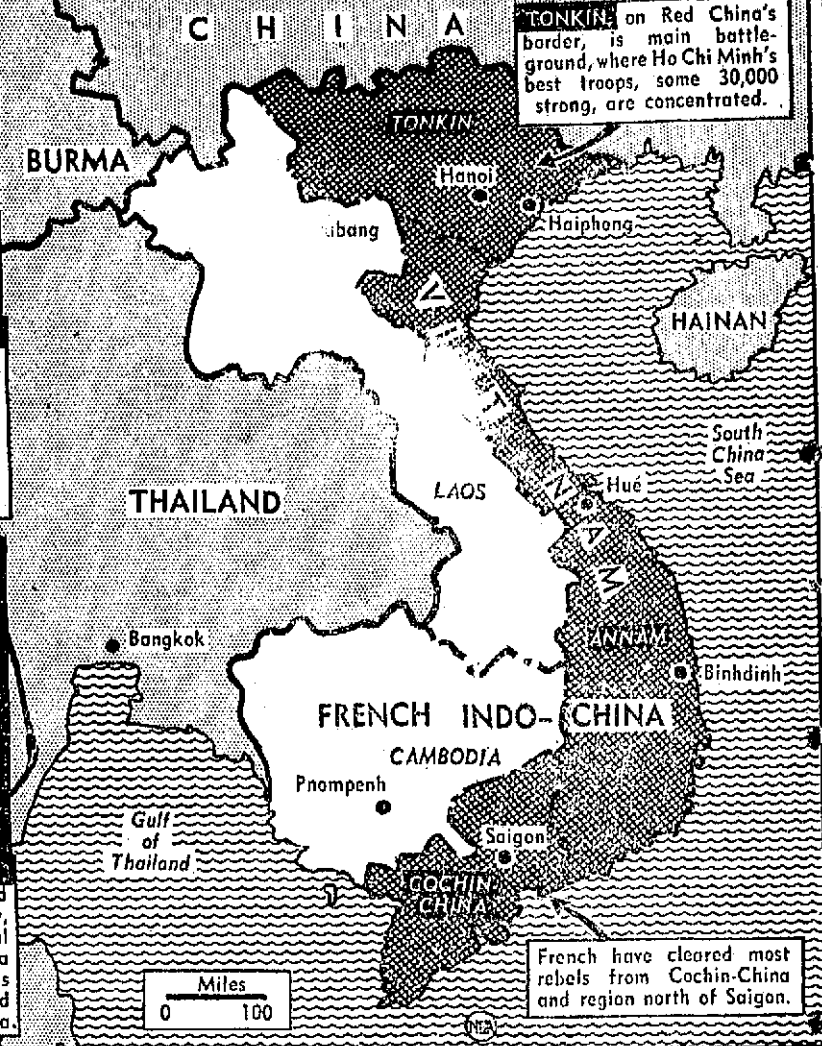 CHINA
TONKIN, on Red China's
border, is main battle-
ground, where Ho Chi Minh's
best troops, some 30,000
strong, are concentrated.
TONKIN
BURMA
Hanoi
Haiphong
VIETNAM
HAINAN
South
China
Sea
Hué
THAILAND
LAOS
Bangkok
ANNAM
Binhdinh
FRENCH INDO-CHINA
CAMBODIA
Pnompenh
Gulf
of
Thailand
Saigon
COCHIN-
CHINA
French have cleared most
rebels from Cochin-China
and region north of Saigon.
Miles
0 100
NEA